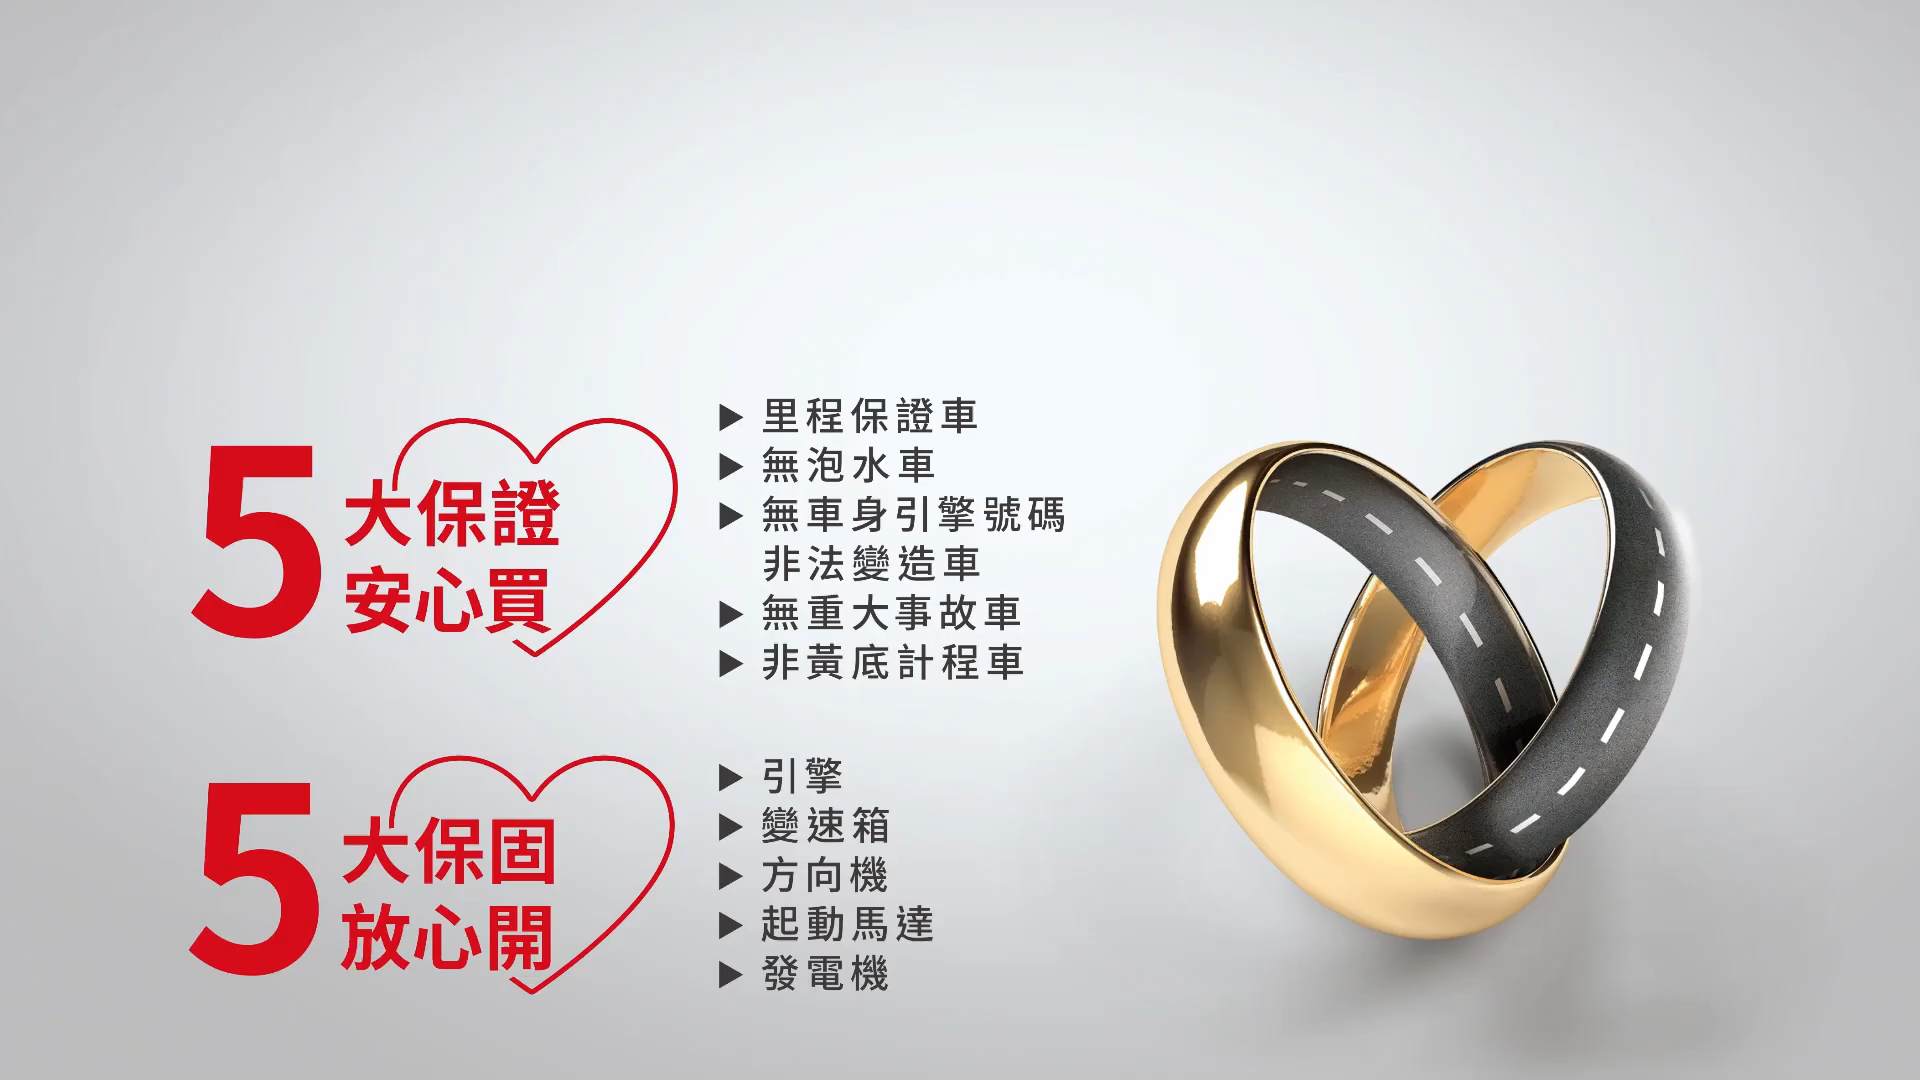 5大保證
安心買
▶ 里程保證車
▶ 無泡水車
▶ 無車身引擎號碼
非法變造車
▶ 無重大事故車
▶ 非黃底計程車
5大保固
放心開
▶ 引擎
▶ 變速箱
▶ 方向機
▶ 起動馬達
▶ 發電機